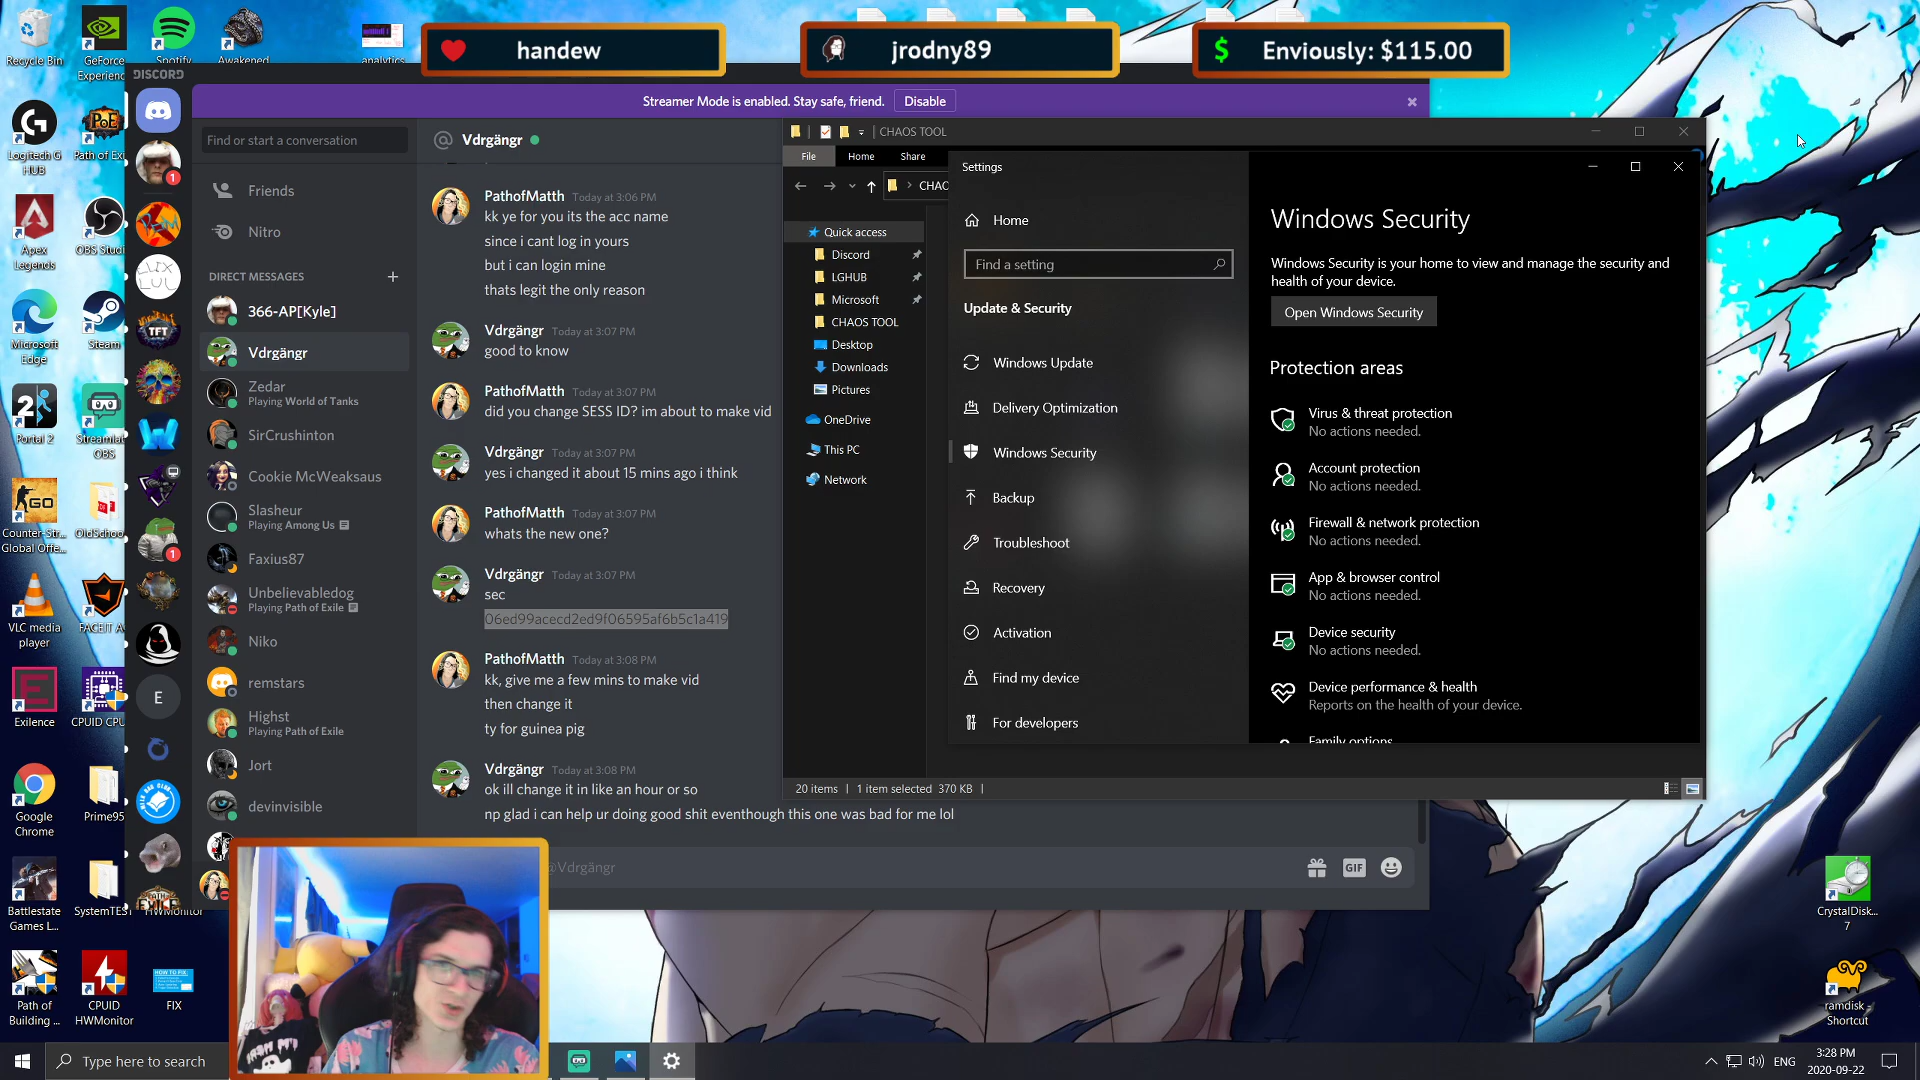 handew
jrodny89
Enviously: $115.00
Recycle Bin
GeForce
Experienc
Spotify
Awakened
analytics
DISCORD
Streamer Mode is enabled. Stay safe, friend.
Disable
Find or start a conversation
Vdrgängr
Friends
Nitro
DIRECT MESSAGES
366-AP[Kyle]
Vdrgängr
Zedar
Playing World of Tanks
SirCrushinton
Cookie McWeaksaus
Slasheur
Playing Among Us
Faxius87
Unbelievabledog
Playing Path of Exile
Niko
remstars
Highst
Playing Path of Exile
Jort
devinvisible
PathofMatth Today at 3:06 PM
kk ye for you its the acc name
since i cant log in yours
but i can login mine
thats legit the only reason
Vdrgängr Today at 3:07 PM
good to know
PathofMatth Today at 3:07 PM
did you change SESS ID? im about to make vid
Vdrgängr Today at 3:07 PM
yes i changed it about 15 mins ago i think
PathofMatth Today at 3:07 PM
whats the new one?
Vdrgängr Today at 3:07 PM
sec
06ed99acecd2ed9f06595af6b5c1a419
PathofMatth Today at 3:08 PM
kk, give me a few mins to make vid
then change it
ty for guinea pig
Vdrgängr Today at 3:08 PM
ok ill change it in like an hour or so
np glad i can help ur doing good shit eventhough this one was bad for me lol
@Vdrgängr
GIF
CHAOS TOOL
File
Home
Share
CHAO
Quick access
Discord
LGHUB
Microsoft
CHAOS TOOL
Desktop
Downloads
Pictures
OneDrive
This PC
Network
20 items
1 item selected 370 KB
Settings
Home
Find a setting
Update & Security
Windows Update
Delivery Optimization
Windows Security
Backup
Troubleshoot
Recovery
Activation
Find my device
For developers
Windows Security
Windows Security is your home to view and manage the security and
health of your device.
Open Windows Security
Protection areas
Virus & threat protection
No actions needed.
Account protection
No actions needed.
Firewall & network protection
No actions needed.
App & browser control
No actions needed.
Device security
No actions needed.
Device performance & health
Reports on the health of your device.
Family options
Logitech G
HUB
Path of Exi
Apex
Legends
OBS Studi
Microsoft
Edge
Steam
Portal 2
Streamlab
OBS
Counter-Str...
Global Offe...
OldSchoo
VLC media
player
FACEIT A
Exilence
CPUID CPU
Google
Chrome
Prime95
Battlestate
Games L...
SystemTEST
HWMonitor
Path of
Building ...
CPUID
HWMonitor
HOW TO FIX:
FIX
TFT
E
CrystalDisk...
7
ramdisk -
Shortcut
Type here to search
ENG
3:28 PM
2020-09-22